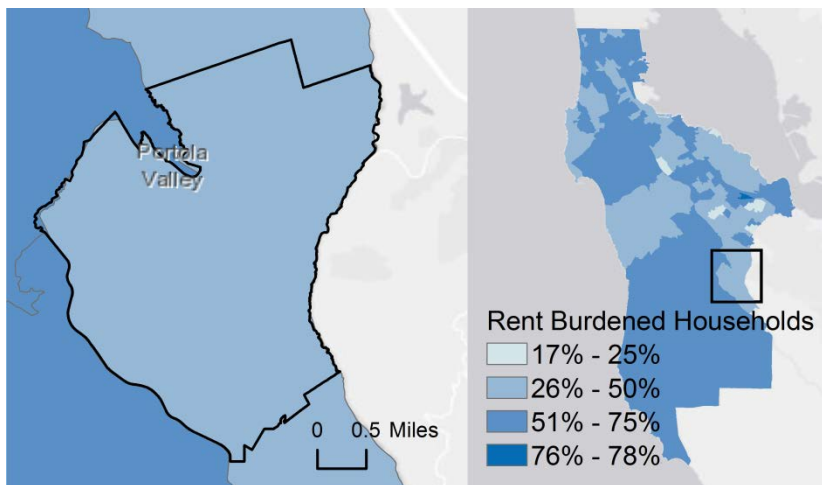 Portola
Valley
0 0.5 Miles
Rent Burdened Households
17% - 25%
26% - 50%
51% - 75%
76% - 78%